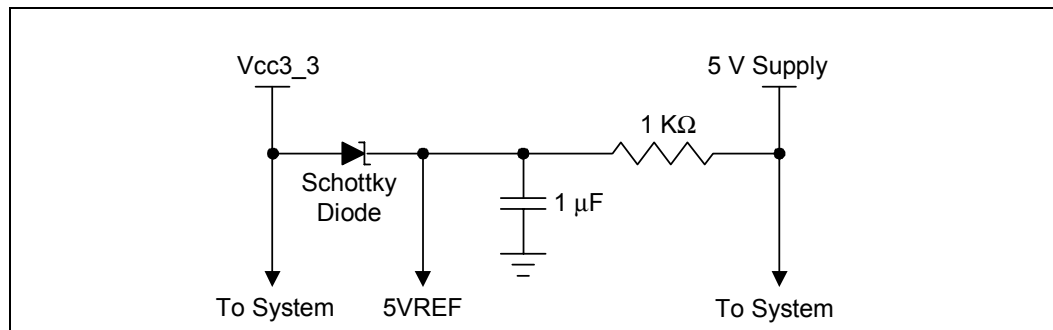 Vcc3_3
5 V Supply
1 KΩ
Schottky
Diode
1 μF
To System
5VREF
To System